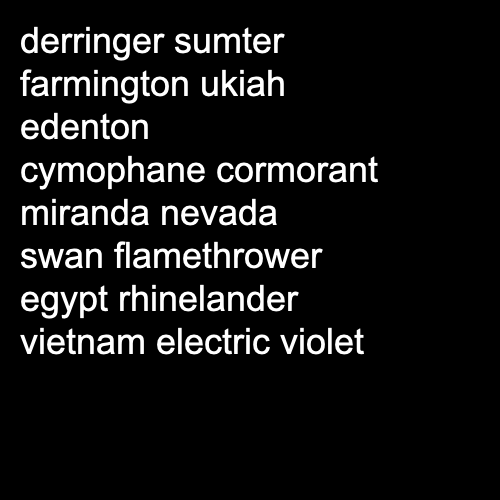 derringer sumter
farmington ukiah
edenton
cymophane cormorant
miranda nevada
swan flamethrower
egypt rhinelander
vietnam electric violet